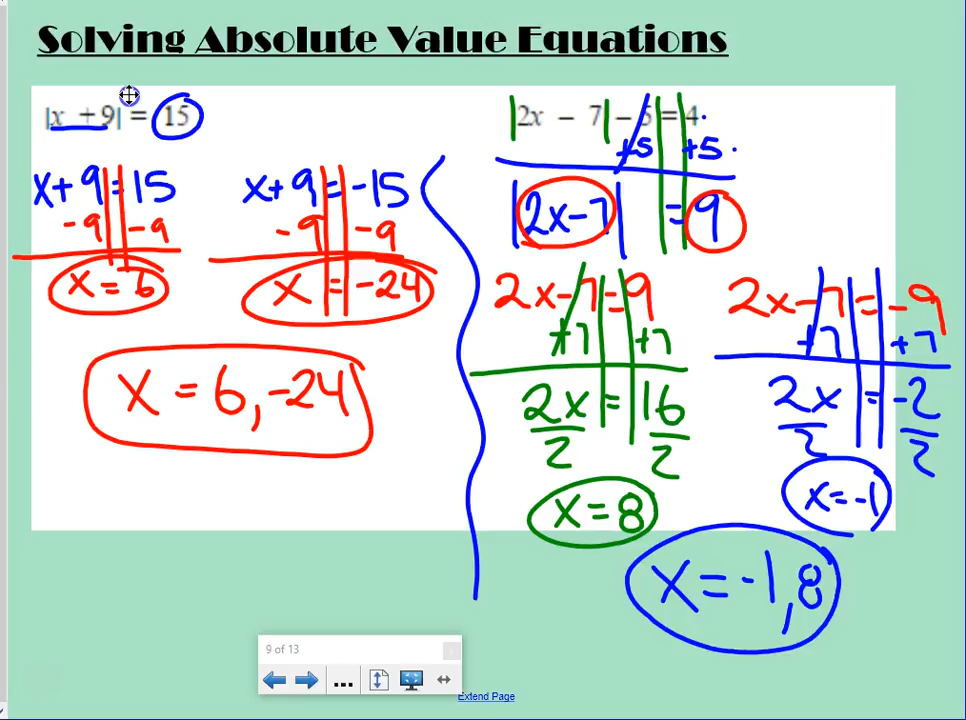 Solving Absolute Value Equations
|x + 9| = 15
x+9=15
-9 -9
x=6
x+9=-15
-9 -9
x=-24
x=6,-24
|2x - 7| - 5 = 4
+5 +5
|2x-7| = 9
2x-7=9
+7 +7
2x=16
2 2
x=8
2x-7=-9
+7 +7
2x=-2
2 2
x=-1
x=-1,8
9 of 13
...
Extend Page